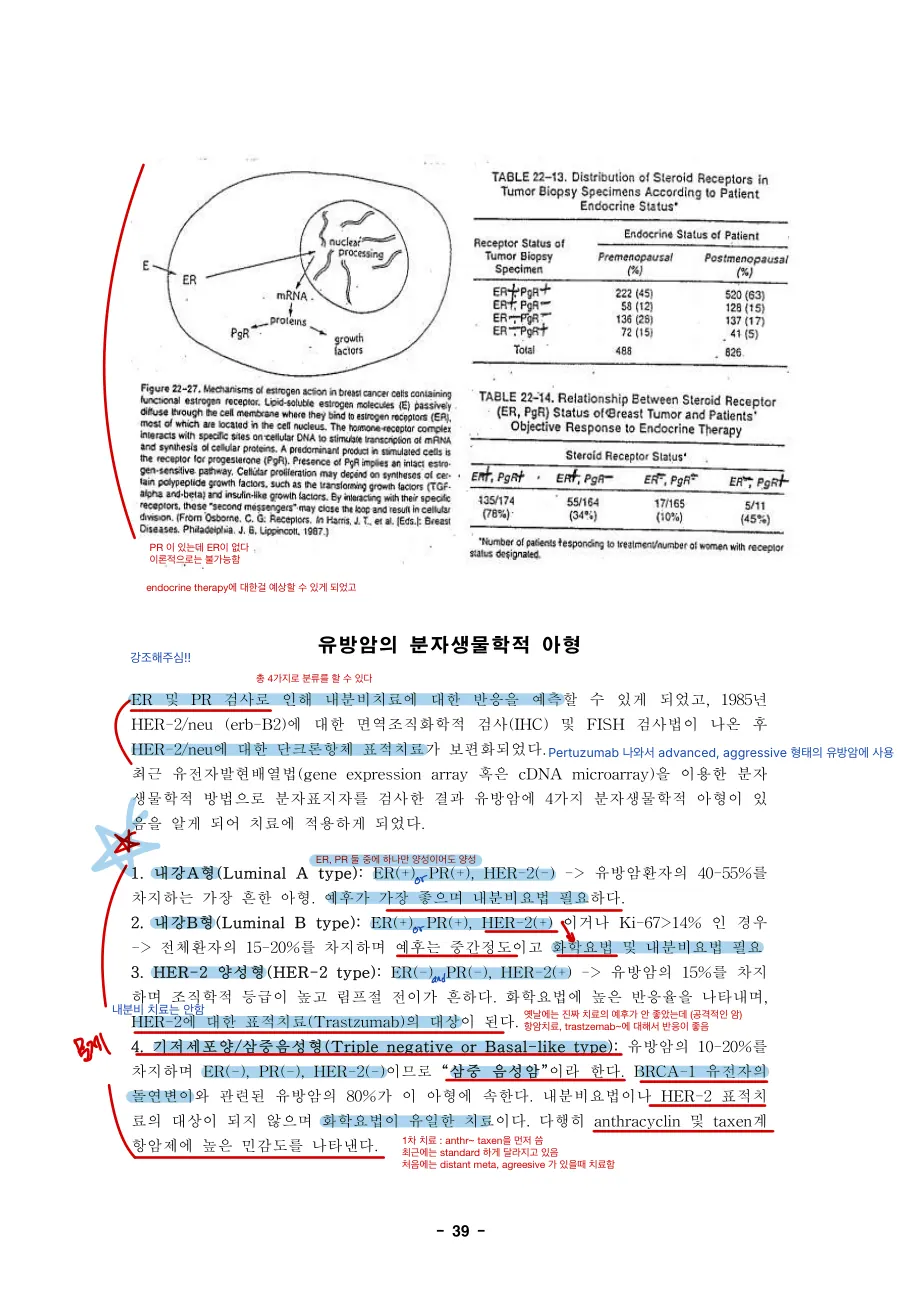 E
ER
nuclear
processing
mRNA
proteins
PgR
growth
factors
Figure 22-27. Mechanisms of estrogen action in breast cancer cells containing
functional estrogen receptor. Lipid-soluble estrogen molecules (E) passively
diffuse through the cell membrane where they bind to estrogen receptors (ER),
most of which are located in the cell nucleus. The hormone-receptor complex
interacts with specific sites on cellular DNA to stimulate transcription of mRNA
and synthesis of cellular proteins. A predominant product in stimulated cells is
the receptor for progesterone (PgR). Presence of PgR implies an intact estro-
gen-sensitive pathway. Cellular proliferation may depend on syntheses of cer-
tain polypeptide growth factors, such as the transforming growth factors (TGF-
alpha and-beta) and insulin-like growth factors. By interacting with their specific
receptors, these "second messengers" may close the loop and result in cellular
division. (From Osborne, C. G: Receptors. In Harris, J. T., et al. [Eds.]: Breast
Diseases. Philadelphia. J. B. Lippincott, 1987.)
PR 이 있는데 ER이 없다
이론적으로는 불가능함
endocrine therapy에 대한걸 예상할 수 있게 되었고
TABLE 22-13. Distribution of Steroid Receptors in
Tumor Biopsy Specimens According to Patient
Endocrine Status*
Endocrine Status of Patient
Receptor Status of
Tumor Biopsy
Specimen
Premenopausal
(%)
Postmenopausal
(%)
ER+, PgR+ 222 (45) 520 (63)
ER+, PgR- 58 (12) 128 (15)
ER-, PgR- 136 (28) 137 (17)
ER-, PgR+ 72 (15) 41 (5)
Total 488 826
TABLE 22-14. Relationship Between Steroid Receptor
(ER, PgR) Status of Breast Tumor and Patients'
Objective Response to Endocrine Therapy
Steroid Receptor Status*
ER+, PgR+ ER+, PgR- ER-, PgR- ER-, PgR+
135/174 55/164 17/165 5/11
(78%) (34%) (10%) (45%)
*Number of patients responding to treatment/number of women with receptor
status designated.
유방암의 분자생물학적 아형
강조해주심!!
총 4가지로 분류를 할 수 있다
ER 및 PR 검사로 인해 내분비치료에 대한 반응을 예측할 수 있게 되었고, 1985년
HER-2/neu (erb-B2)에 대한 면역조직화학적 검사(IHC) 및 FISH 검사법이 나온 후
HER-2/neu에 대한 단크론항체 표적치료가 보편화되었다. Pertuzumab 나와서 advanced, aggressive 형태의 유방암에 사용
최근 유전자발현배열법(gene expression array 혹은 cDNA microarray)을 이용한 분자
생물학적 방법으로 분자표지자를 검사한 결과 유방암에 4가지 분자생물학적 아형이 있
음을 알게 되어 치료에 적용하게 되었다.
ER, PR 둘 중에 하나만 양성이어도 양성
1. 내강A형(Luminal A type): ER(+) or PR(+), HER-2(-) -> 유방암환자의 40-55%를
차지하는 가장 흔한 아형. 예후가 가장 좋으며 내분비요법 필요하다.
2. 내강B형(Luminal B type): ER(+) or PR(+), HER-2(+) 이거나 Ki-67>14% 인 경우
-> 전체환자의 15-20%를 차지하며 예후는 중간정도이고 화학요법 및 내분비요법 필요
3. HER-2 양성형(HER-2 type): ER(-) and PR(-), HER-2(+) -> 유방암의 15%를 차지
하며 조직학적 등급이 높고 림프절 전이가 흔하다. 화학요법에 높은 반응율을 나타내며,
내분비 치료는 안함
HER-2에 대한 표적치료(Trastzumab)의 대상이 된다.
옛날에는 진짜 치료의 예후가 안 좋았는데 (공격적인 암)
항암치료, trastzemab~에 대해서 반응이 좋음
문제
4. 기저세포양/삼중음성형(Triple negative or Basal-like type): 유방암의 10-20%를
차지하며 ER(-), PR(-), HER-2(-)이므로 “삼중 음성암”이라 한다. BRCA-1 유전자의
돌연변이와 관련된 유방암의 80%가 이 아형에 속한다. 내분비요법이나 HER-2 표적치
료의 대상이 되지 않으며 화학요법이 유일한 치료이다. 다행히 anthracyclin 및 taxen계
항암제에 높은 민감도를 나타낸다.
1차 치료 : anthr~ taxen을 먼저 씀
최근에는 standard 하게 달라지고 있음
처음에는 distant meta, agreesive 가 있을때 치료함
- 39 -